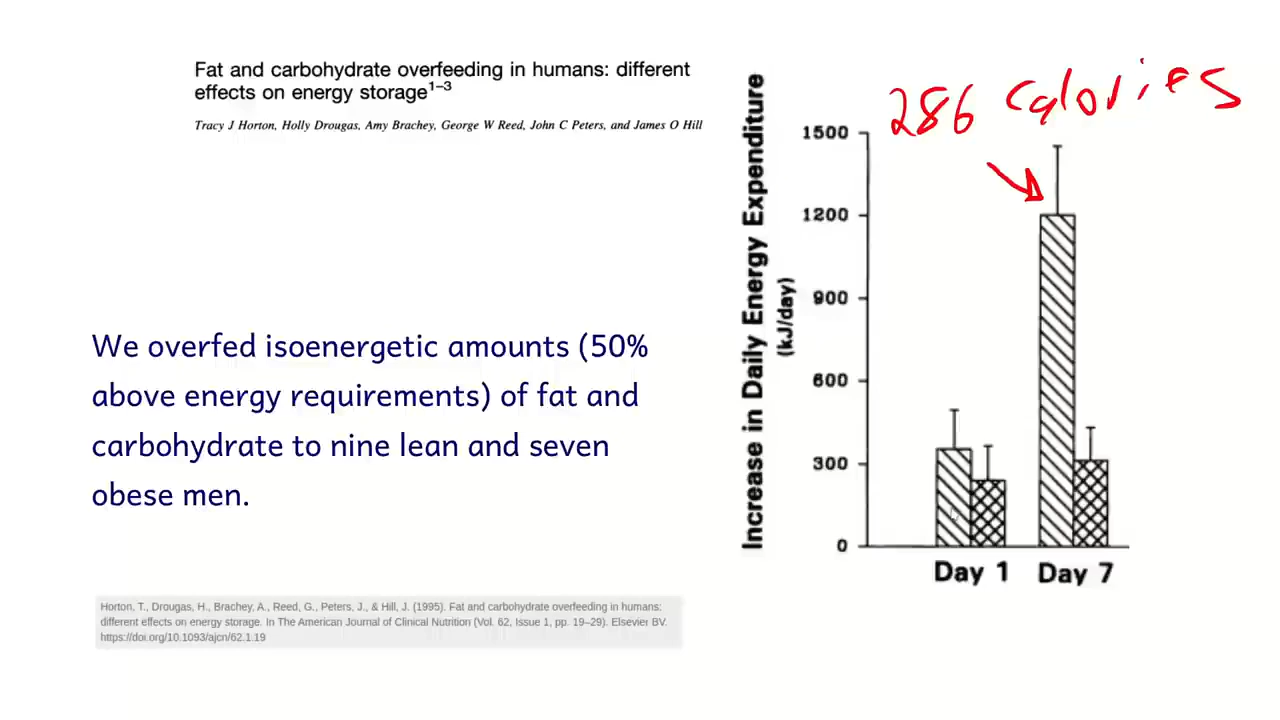 Fat and carbohydrate overfeeding in humans: different
effects on energy storage1–3
Tracy J Horton, Holly Drougas, Amy Brachey, George W Reed, John C Peters, and James O Hill
We overfed isoenergetic amounts (50%
above energy requirements) of fat and
carbohydrate to nine lean and seven
obese men.
Horton, T., Drougas, H., Brachey, A., Reed, G., Peters, J., & Hill, J. (1995). Fat and carbohydrate overfeeding in humans:
different effects on energy storage. In The American Journal of Clinical Nutrition (Vol. 62, Issue 1, pp. 19–29). Elsevier BV.
https://doi.org/10.1093/ajcn/62.1.19
286 calories
Increase in Daily Energy Expenditure
(kJ/day)
1500
1200
900
600
300
0
Day 1 Day 7